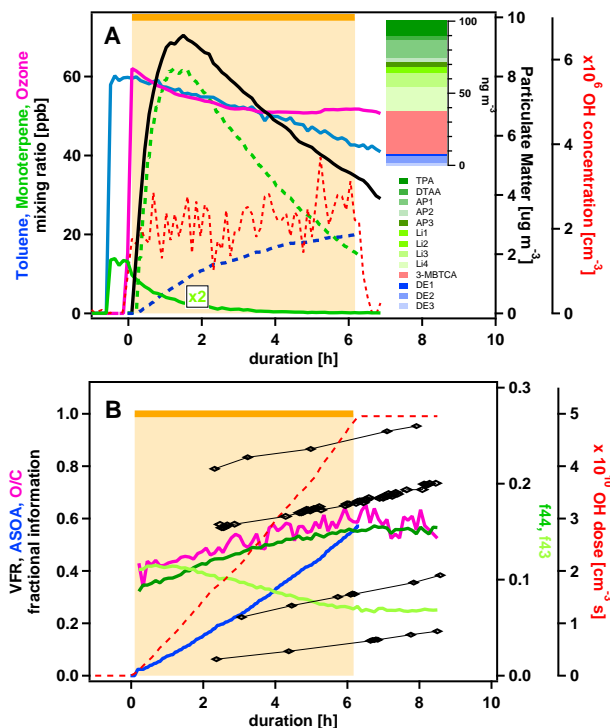 A
Toluene, Monoterpene, Ozone
mixing ratio [ppb]
60
40
20
0
0
2
4
6
8
10
duration [h]
x2
100
50
0
ng m-3
TPA
DTAA
AP1
AP2
AP3
Li1
Li2
Li3
Li4
3-MBTCA
DE1
DE2
DE3
10
8
6
4
2
0
Particulate Matter [ug m-3]
6
4
2
0
x10⁶ OH concentration [cm-3]
B
VFR, ASOA, O/C
fractional information
1.0
0.8
0.6
0.4
0.2
0.0
0
2
4
6
8
10
duration [h]
0.3
0.2
0.1
0.0
f44, f43
5
4
3
2
1
0
x 10¹⁰ OH dose [cm-3 s]